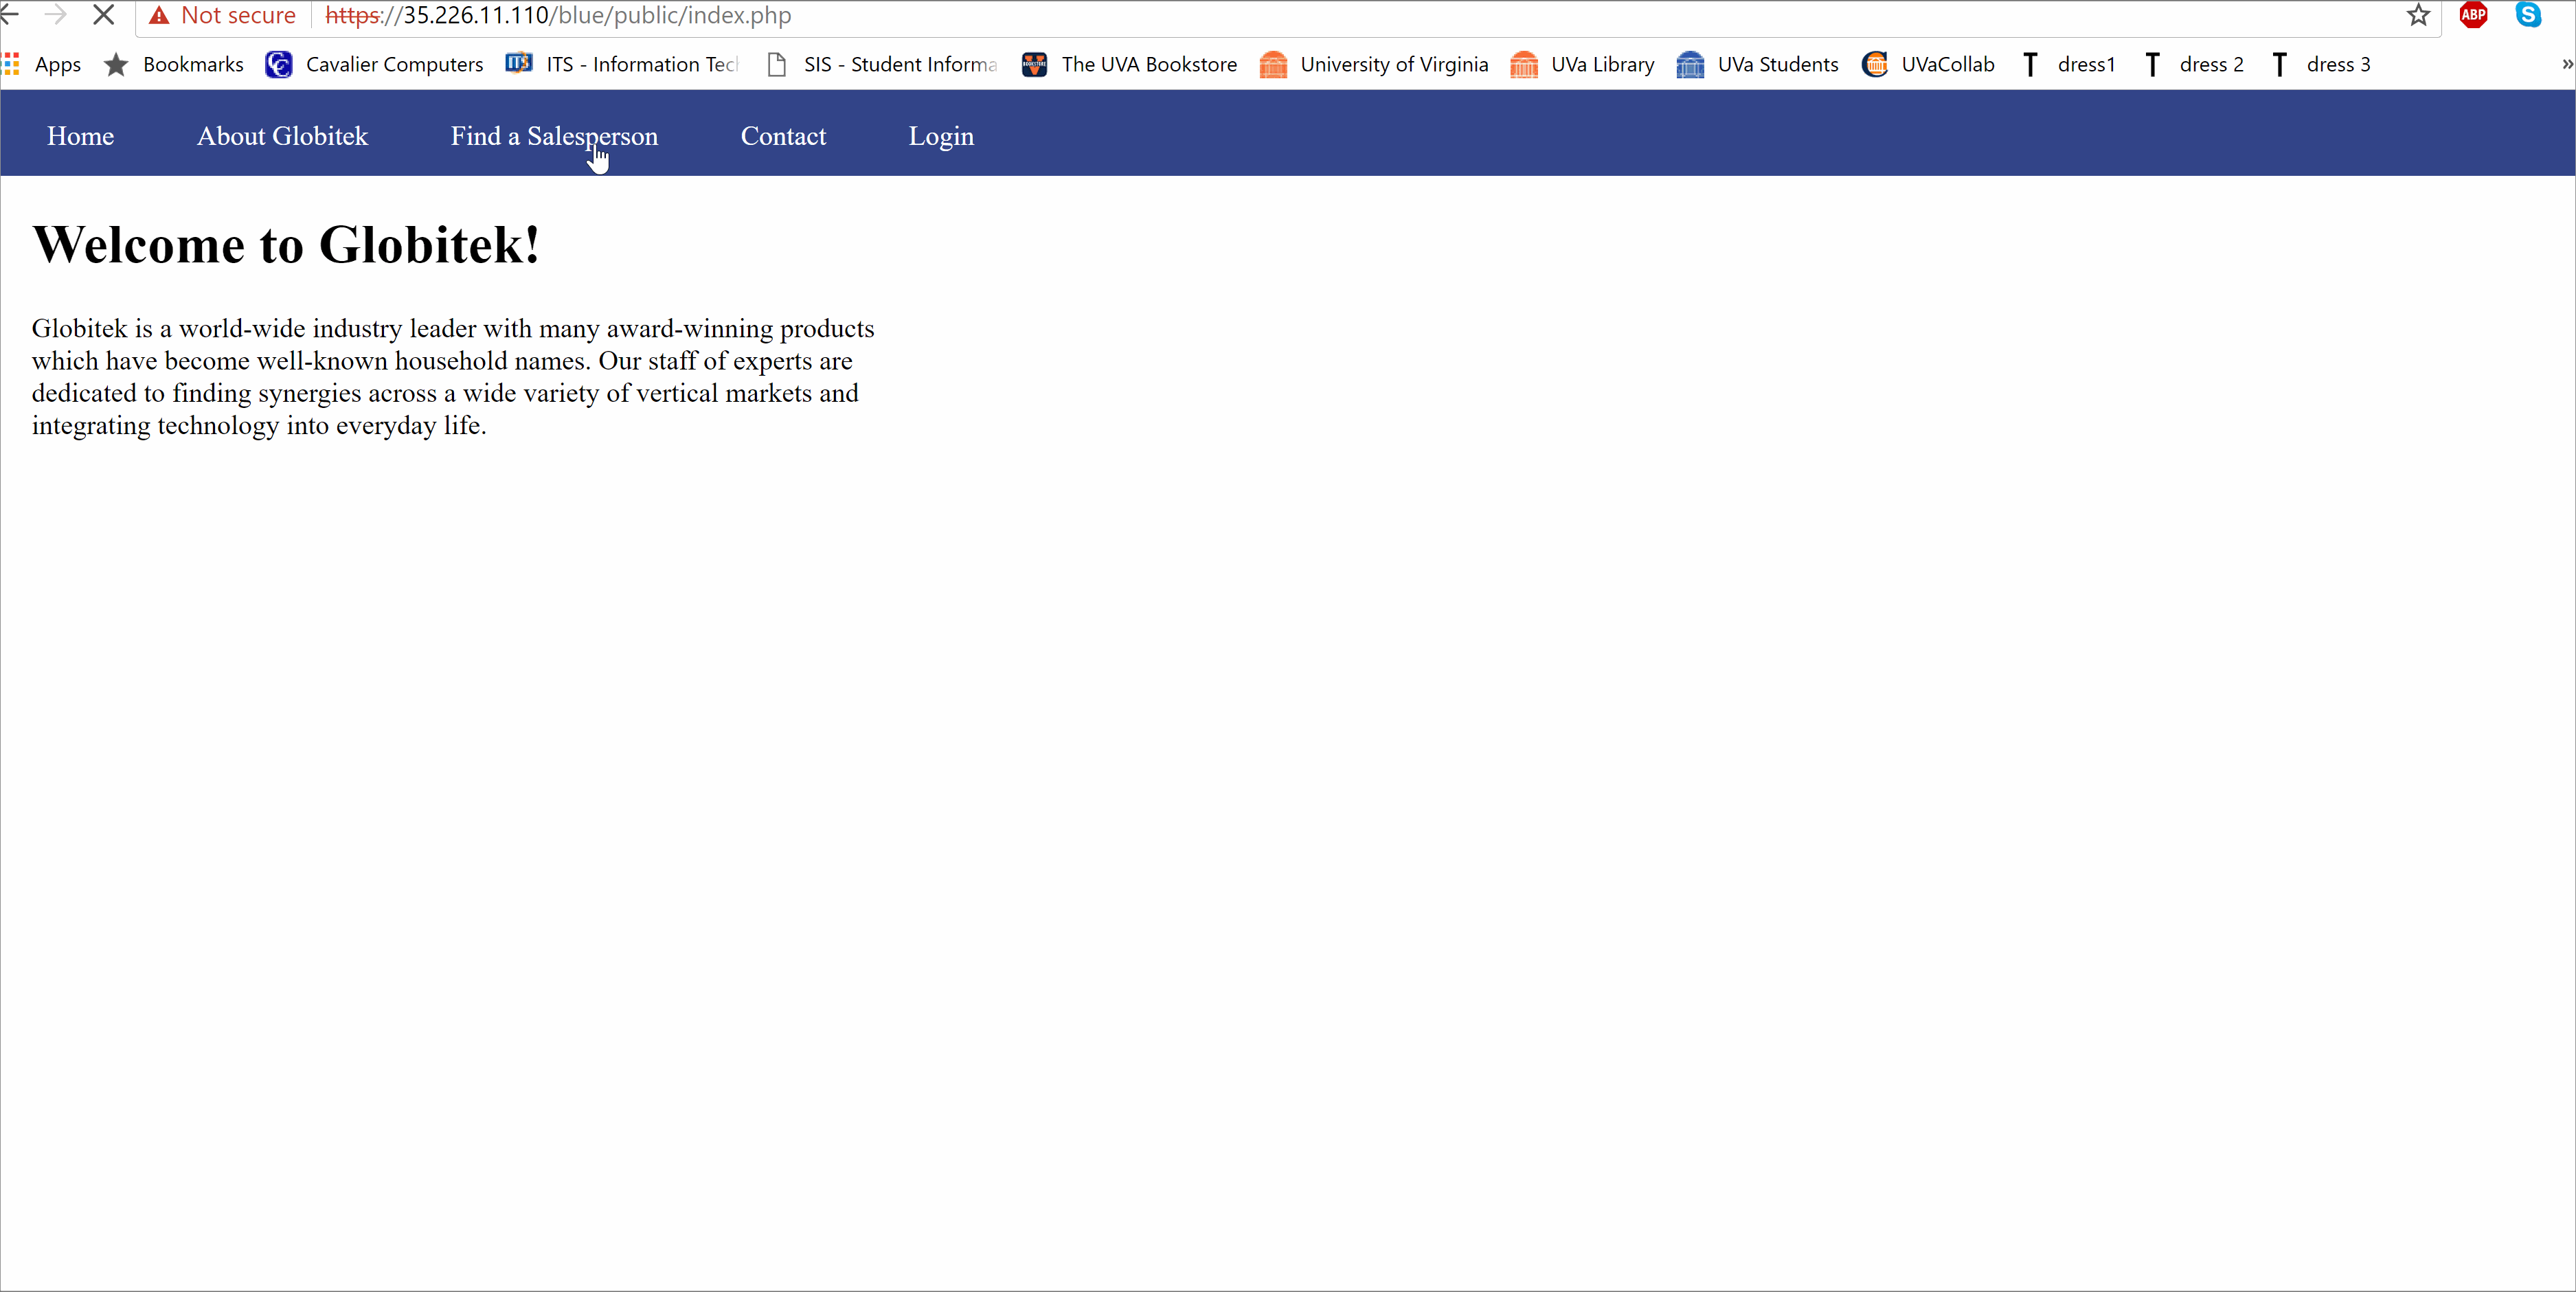 Not secure https://35.226.11.110/blue/public/index.php ABP S
Apps Bookmarks Cavalier Computers ITS - Information Tec SIS - Student Informa The UVA Bookstore University of Virginia UVa Library UVa Students UVaCollab T dress1 T dress 2 T dress 3 »
Home About Globitek Find a Salesperson Contact Login
Welcome to Globitek!
Globitek is a world-wide industry leader with many award-winning products
which have become well-known household names. Our staff of experts are
dedicated to finding synergies across a wide variety of vertical markets and
integrating technology into everyday life.